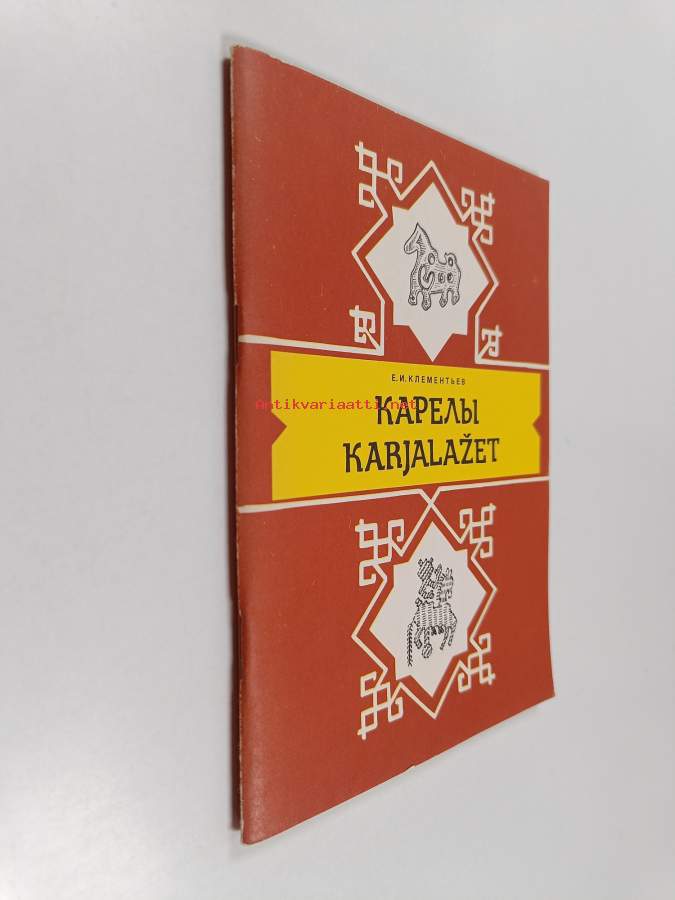 Е.И.КЛЕМЕНТЬЕВ
Antikvariaatti.net
КАРЕЛЫ
KARJALAŽET